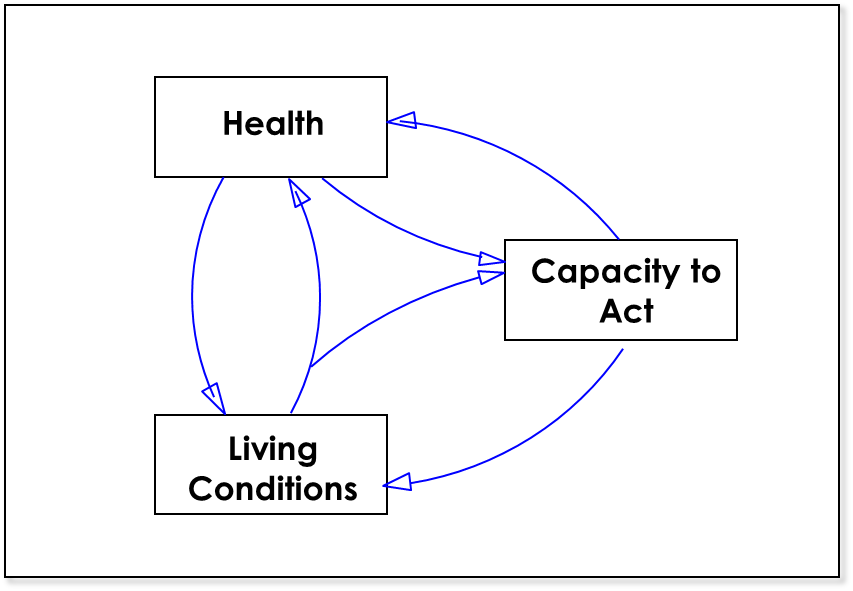 Health
Capacity to
Act
Living
Conditions